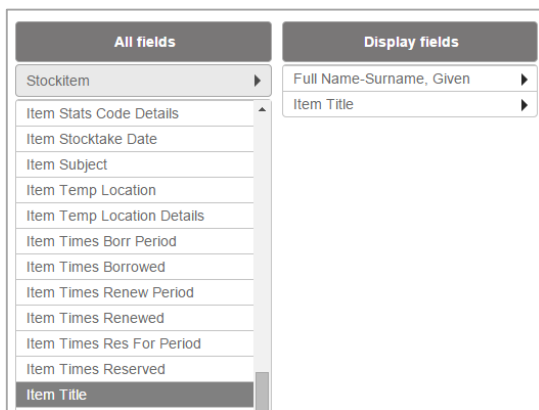 All fields
Stockitem
Item Stats Code Details
Item Stocktake Date
Item Subject
Item Temp Location
Item Temp Location Details
Item Times Borr Period
Item Times Borrowed
Item Times Renew Period
Item Times Renewed
Item Times Res For Period
Item Times Reserved
Item Title
Display fields
Full Name-Surname, Given
Item Title